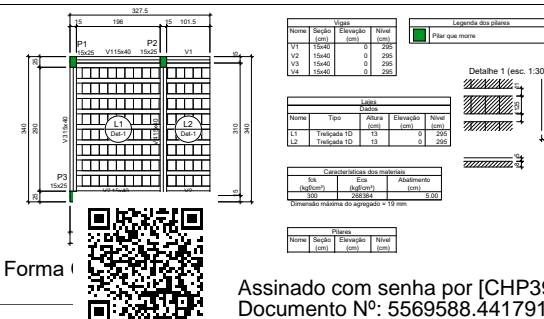 327.5
15 196 15 101.5
P1 P2
15x25 V115x40 15x25 V1
25
340
290
V315x40
L1
Det-1
L2
Det-1
310
340
P3
15x25
25
15
Forma
Vigas
Nome Seção (cm) Elevação (cm) Nível (cm)
V1 15x40 0 295
V2 15x40 0 295
V3 15x40 0 295
V4 15x40 0 295
Lajes
Dados
Nome Tipo Altura (cm) Elevação (cm) Nível (cm)
L1 Treliçada 1D 13 0 295
L2 Treliçada 1D 13 0 295
Características dos materiais
fck (kgf/cm²) Ecs (kgf/cm²) Abatimento (cm)
300 268384 5.00
Dimensão máxima do agregado = 19 mm
Pilares
Nome Seção (cm) Elevação (cm) Nível (cm)
Legenda dos pilares
Pilar que morre
Detalhe 1 (esc. 1:30
Assinado com senha por [CHP39
Documento Nº: 5569588.441791